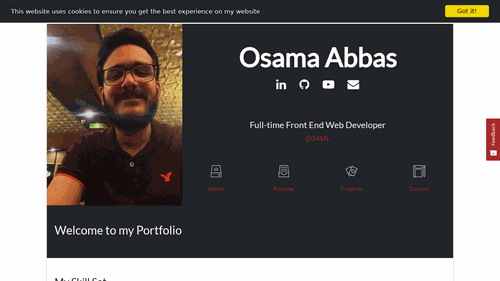 This website uses cookies to ensure you get the best experience on my website
Got it!
Osama Abbas
Full-time Front End Web Developer
@34ML
Feedback
Home
Resume
Projects
Contact
Welcome to my Portfolio
My Skill Set